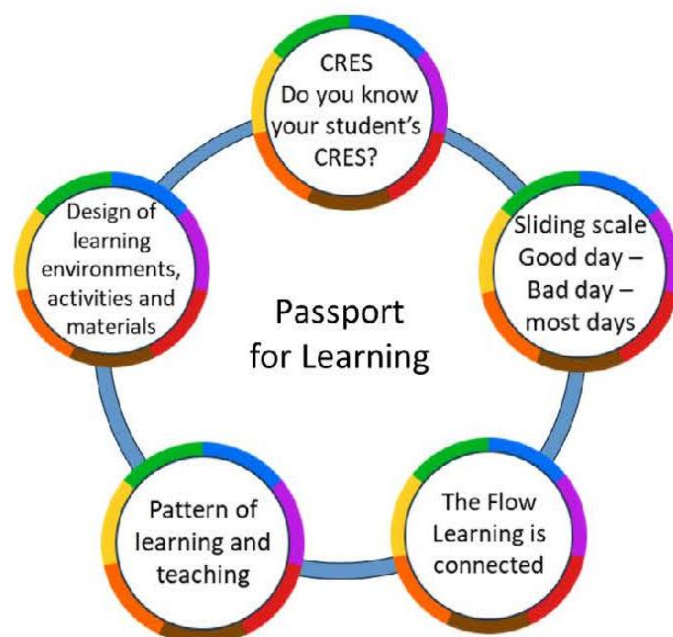 CRES
Do you know
your student's
CRES?
Sliding scale
Good day –
Bad day –
most days
The Flow
Learning is
connected
Pattern of
learning and
teaching
Design of
learning
environments,
activities and
materials
Passport
for Learning